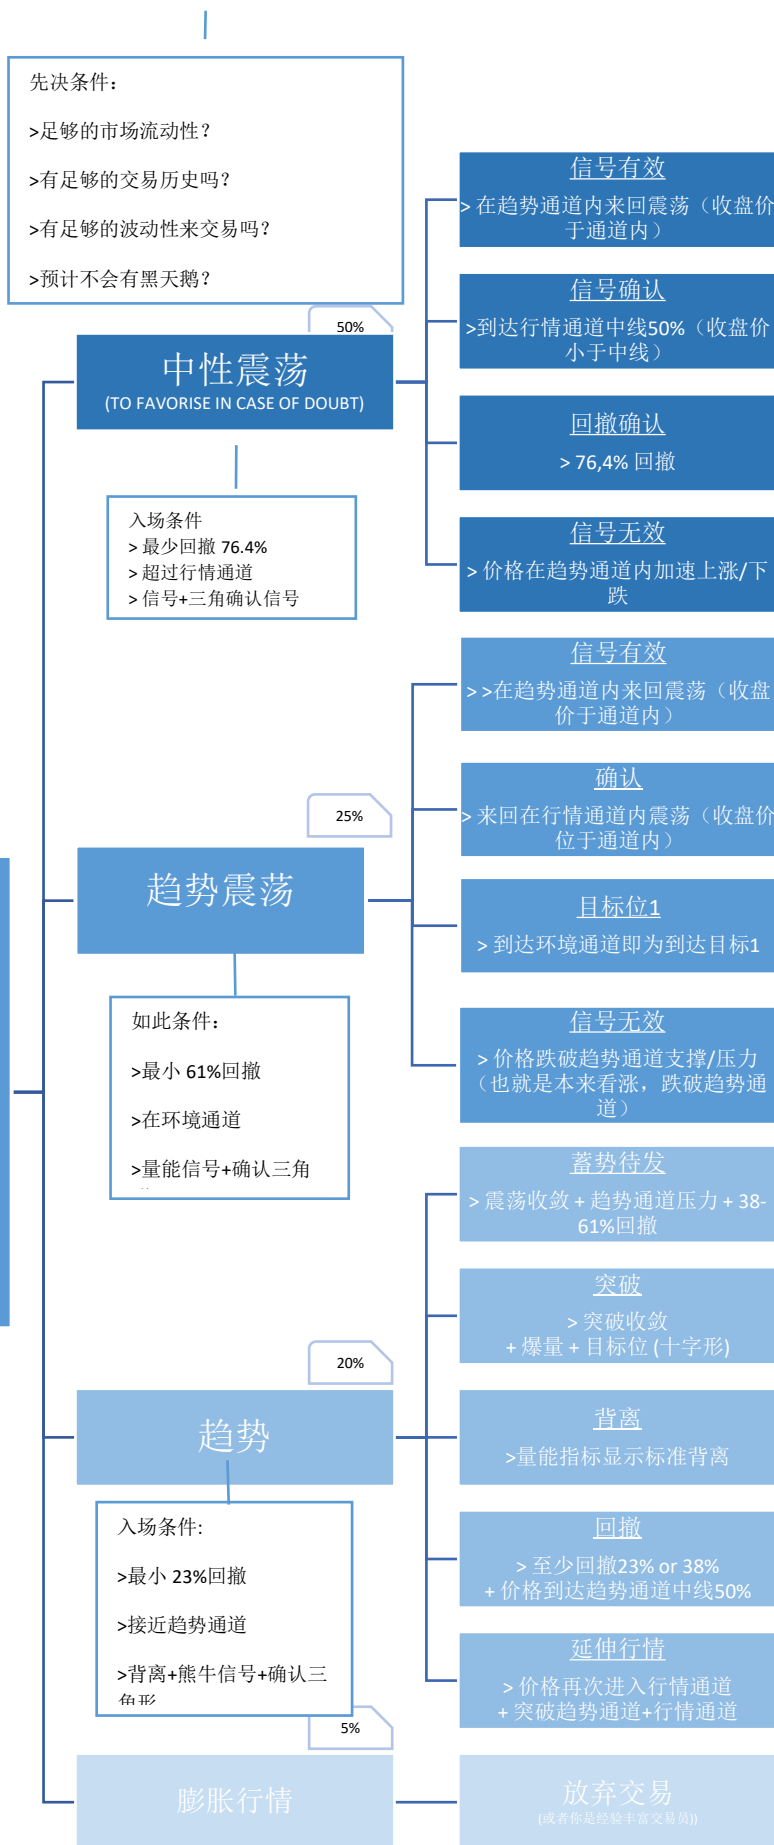 先决条件：
>足够的市场流动性？
>有足够的交易历史吗？
>有足够的波动性来交易吗？
>预计不会有黑天鹅？
50%
中性震荡
(TO FAVORISE IN CASE OF DOUBT)
入场条件
> 最少回撤 76.4%
> 超过行情通道
> 信号+三角确认信号
信号有效
> 在趋势通道内来回震荡（收盘价
于通道内）
信号确认
>到达行情通道中线50%（收盘价
小于中线）
回撤确认
> 76,4% 回撤
信号无效
> 价格在趋势通道内加速上涨/下
跌
25%
趋势震荡
如此条件：
>最小 61%回撤
>在环境通道
>量能信号+确认三角
信号有效
> >在趋势通道内来回震荡（收盘
价于通道内）
确认
> 来回在行情通道内震荡（收盘价
位于通道内）
目标位1
> 到达环境通道即为到达目标1
信号无效
> 价格跌破趋势通道支撑/压力
（也就是本来看涨，跌破趋势通
道）
20%
趋势
入场条件:
>最小 23%回撤
>接近趋势通道
>背离+熊牛信号+确认三
角形
蓄势待发
> 震荡收敛 + 趋势通道压力 + 38-
61%回撤
突破
> 突破收敛
+ 爆量 + 目标位 (十字形)
背离
>量能指标显示标准背离
回撤
> 至少回撤23% or 38%
+ 价格到达趋势通道中线50%
延伸行情
> 价格再次进入行情通道
+ 突破趋势通道+行情通道
5%
膨胀行情
放弃交易
(或者你是经验丰富交易员))